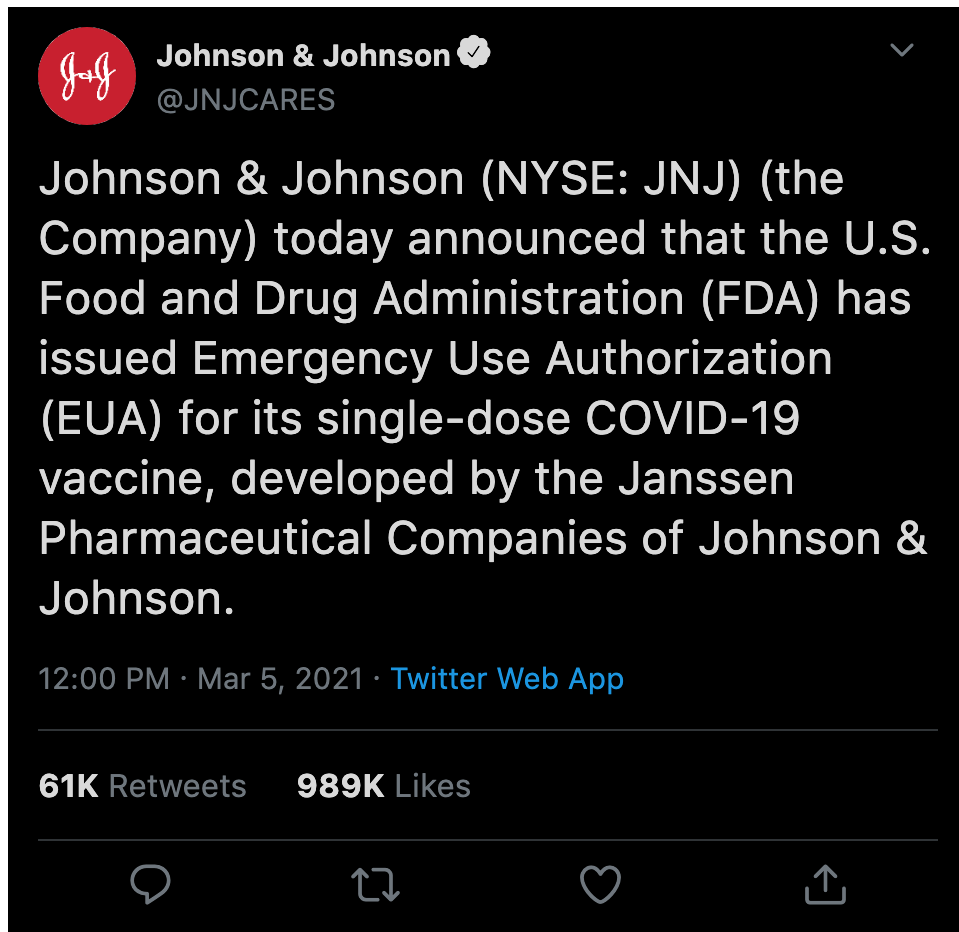 J&J
Johnson & Johnson
@JNJCARES
Johnson & Johnson (NYSE: JNJ) (the
Company) today announced that the U.S.
Food and Drug Administration (FDA) has
issued Emergency Use Authorization
(EUA) for its single-dose COVID-19
vaccine, developed by the Janssen
Pharmaceutical Companies of Johnson &
Johnson.
12:00 PM · Mar 5, 2021 · Twitter Web App
61K Retweets 989K Likes